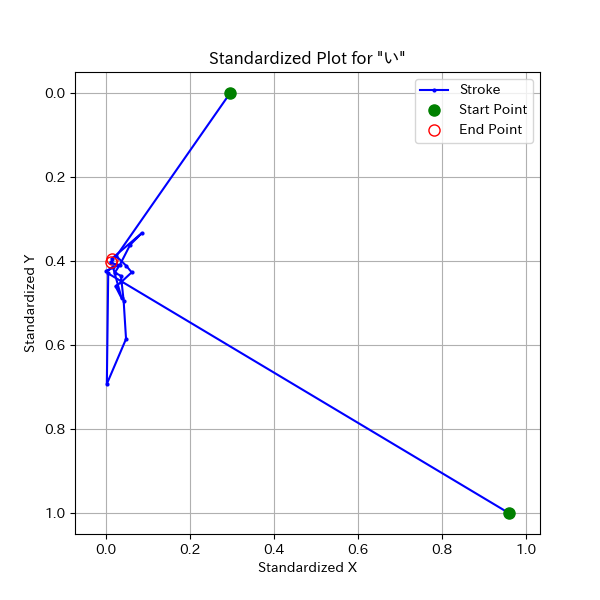 Standardized Plot for "い"
Stroke
Start Point
End Point
0.0
0.2
0.4
0.6
0.8
1.0
Standardized Y
0.0 0.2 0.4 0.6 0.8 1.0
Standardized X